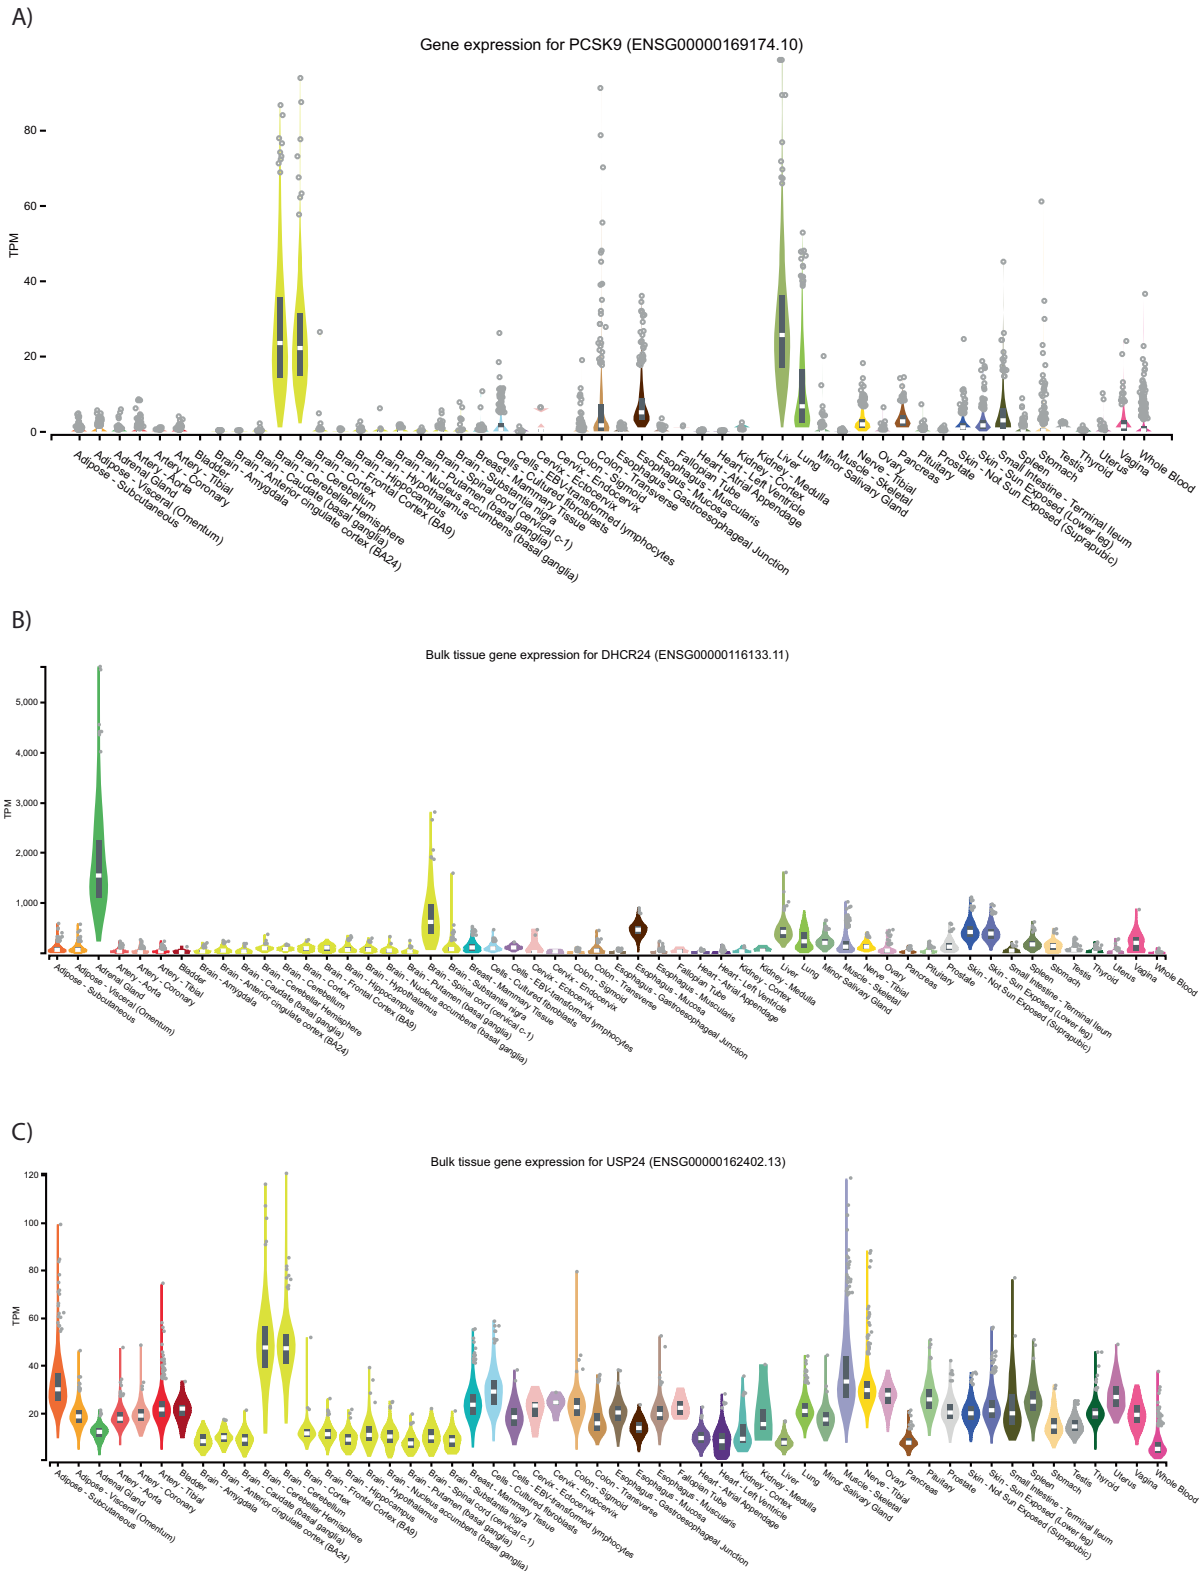 A)
Gene expression for PCSK9 (ENSG00000169174.10)
80
60
40
20
0
TPM
Adipose - Subcutaneous
Adipose - Visceral (Omentum)
Adrenal Gland
Artery - Aorta
Artery - Coronary
Artery - Tibial
Bladder
Brain - Amygdala
Brain - Anterior cingulate cortex (BA24)
Brain - Caudate (basal ganglia)
Brain - Cerebellar Hemisphere
Brain - Cerebellum
Brain - Cortex
Brain - Frontal Cortex (BA9)
Brain - Hippocampus
Brain - Hypothalamus
Brain - Nucleus accumbens (basal ganglia)
Brain - Putamen (basal ganglia)
Brain - Spinal cord (cervical c-1)
Brain - Substantia nigra
Breast - Mammary Tissue
Cells - Cultured fibroblasts
Cells - EBV-transformed lymphocytes
Cervix - Ectocervix
Cervix - Endocervix
Colon - Sigmoid
Colon - Transverse
Esophagus - Gastroesophageal Junction
Esophagus - Mucosa
Esophagus - Muscularis
Fallopian Tube
Heart - Atrial Appendage
Heart - Left Ventricle
Kidney - Cortex
Kidney - Medulla
Liver
Lung
Minor Salivary Gland
Muscle - Skeletal
Nerve - Tibial
Ovary
Pancreas
Pituitary
Prostate
Skin - Not Sun Exposed (Suprapubic)
Skin - Sun Exposed (Lower leg)
Small Intestine - Terminal Ileum
Spleen
Stomach
Testis
Thyroid
Uterus
Vagina
Whole Blood
B)
Bulk tissue gene expression for DHCR24 (ENSG00000116133.11)
5,000
4,000
3,000
2,000
1,000
TPM
Adipose - Subcutaneous
Adipose - Visceral (Omentum)
Adrenal Gland
Artery - Aorta
Artery - Coronary
Artery - Tibial
Bladder
Brain - Amygdala
Brain - Anterior cingulate cortex (BA24)
Brain - Caudate (basal ganglia)
Brain - Cerebellar Hemisphere
Brain - Cerebellum
Brain - Cortex
Brain - Frontal Cortex (BA9)
Brain - Hippocampus
Brain - Hypothalamus
Brain - Nucleus accumbens (basal ganglia)
Brain - Putamen (basal ganglia)
Brain - Spinal cord (cervical c-1)
Brain - Substantia nigra
Breast - Mammary Tissue
Cells - Cultured fibroblasts
Cells - EBV-transformed lymphocytes
Cervix - Ectocervix
Cervix - Endocervix
Colon - Sigmoid
Colon - Transverse
Esophagus - Gastroesophageal Junction
Esophagus - Mucosa
Esophagus - Muscularis
Fallopian Tube
Heart - Atrial Appendage
Heart - Left Ventricle
Kidney - Cortex
Kidney - Medulla
Liver
Lung
Minor Salivary Gland
Muscle - Skeletal
Nerve - Tibial
Ovary
Pancreas
Pituitary
Prostate
Skin - Not Sun Exposed (Suprapubic)
Skin - Sun Exposed (Lower leg)
Small Intestine - Terminal Ileum
Spleen
Stomach
Testis
Thyroid
Uterus
Vagina
Whole Blood
C)
Bulk tissue gene expression for USP24 (ENSG00000162402.13)
120
100
80
60
40
20
TPM
Adipose - Subcutaneous
Adipose - Visceral (Omentum)
Adrenal Gland
Artery - Aorta
Artery - Coronary
Artery - Tibial
Bladder
Brain - Amygdala
Brain - Anterior cingulate cortex (BA24)
Brain - Caudate (basal ganglia)
Brain - Cerebellar Hemisphere
Brain - Cerebellum
Brain - Cortex
Brain - Frontal Cortex (BA9)
Brain - Hippocampus
Brain - Hypothalamus
Brain - Nucleus accumbens (basal ganglia)
Brain - Putamen (basal ganglia)
Brain - Spinal cord (cervical c-1)
Brain - Substantia nigra
Breast - Mammary Tissue
Cells - Cultured fibroblasts
Cells - EBV-transformed lymphocytes
Cervix - Ectocervix
Cervix - Endocervix
Colon - Sigmoid
Colon - Transverse
Esophagus - Gastroesophageal Junction
Esophagus - Mucosa
Esophagus - Muscularis
Fallopian Tube
Heart - Atrial Appendage
Heart - Left Ventricle
Kidney - Cortex
Kidney - Medulla
Liver
Lung
Minor Salivary Gland
Muscle - Skeletal
Nerve - Tibial
Ovary
Pancreas
Pituitary
Prostate
Skin - Not Sun Exposed (Suprapubic)
Skin - Sun Exposed (Lower leg)
Small Intestine - Terminal Ileum
Spleen
Stomach
Testis
Thyroid
Uterus
Vagina
Whole Blood